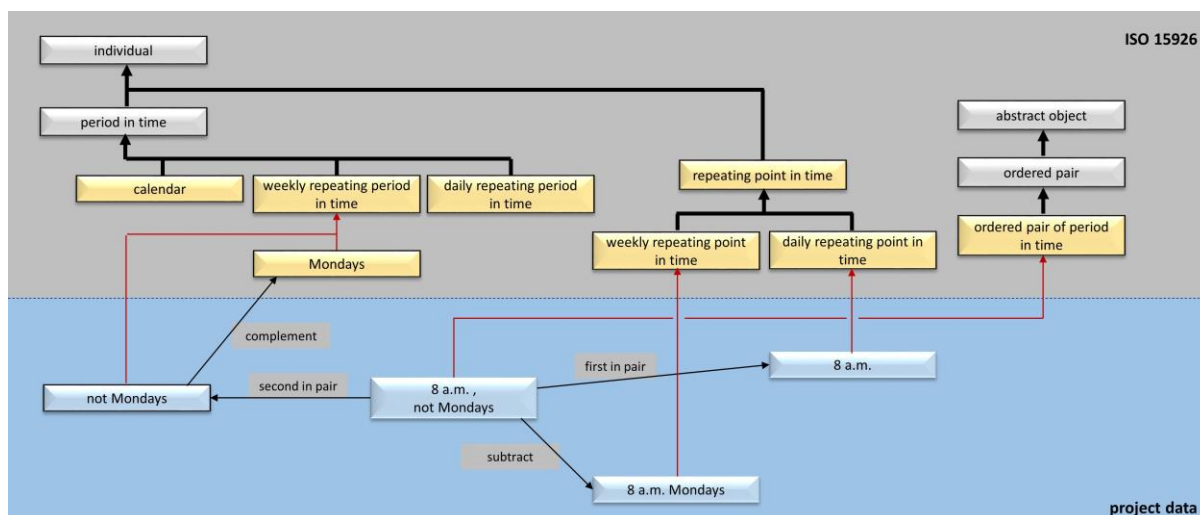 individual
ISO 15926
period in time
abstract object
ordered pair
calendar
weekly repeating period
in time
daily repeating period in
time
repeating point in time
ordered pair of period
in time
weekly repeating point
in time
daily repeating point in
time
Mondays
complement
first in pair
8 a.m.
not Mondays
second in pair
8 a.m. ,
not Mondays
subtract
8 a.m. Mondays
project data